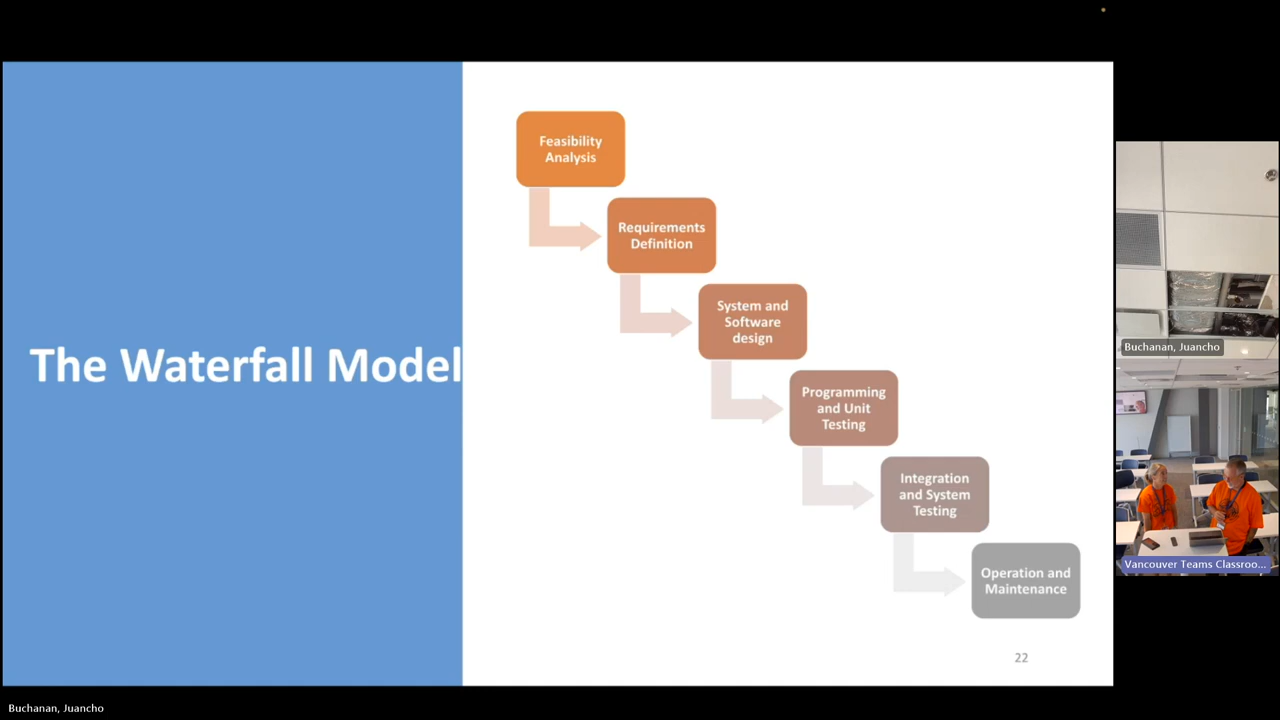 The Waterfall Model
Feasibility
Analysis
Requirements
Definition
System and
Software
design
Programming
and Unit
Testing
Integration
and System
Testing
Operation and
Maintenance
22
Buchanan, Juancho
Vancouver Teams Classroo...
Buchanan, Juancho